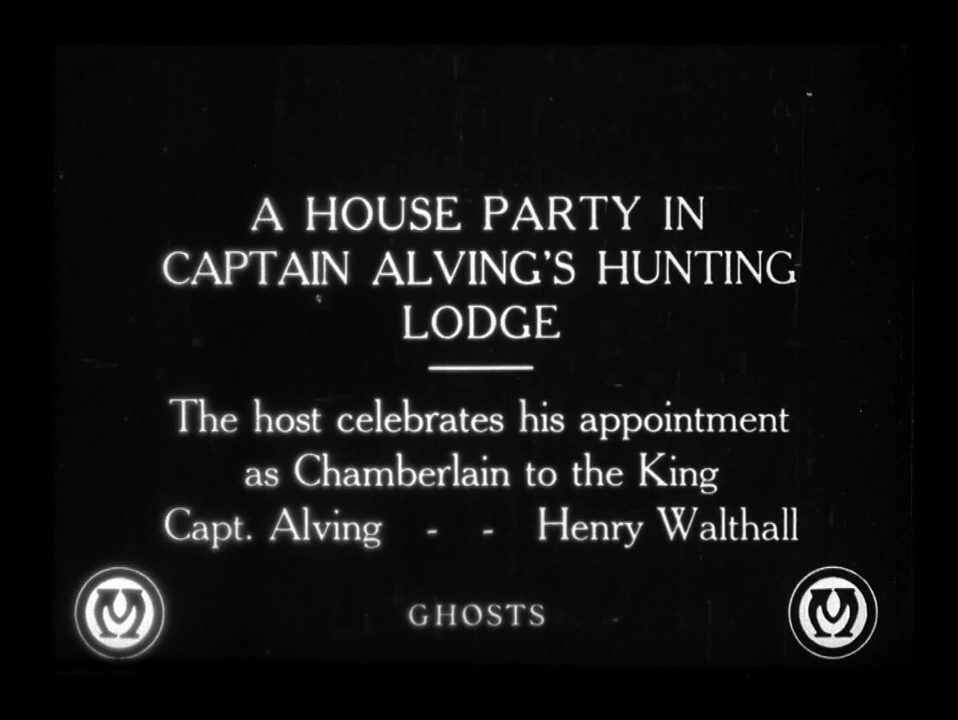 A HOUSE PARTY IN
CAPTAIN ALVING'S HUNTING
LODGE
The host celebrates his appointment
as Chamberlain to the King
Capt. Alving - - Henry Walthall
GHOSTS